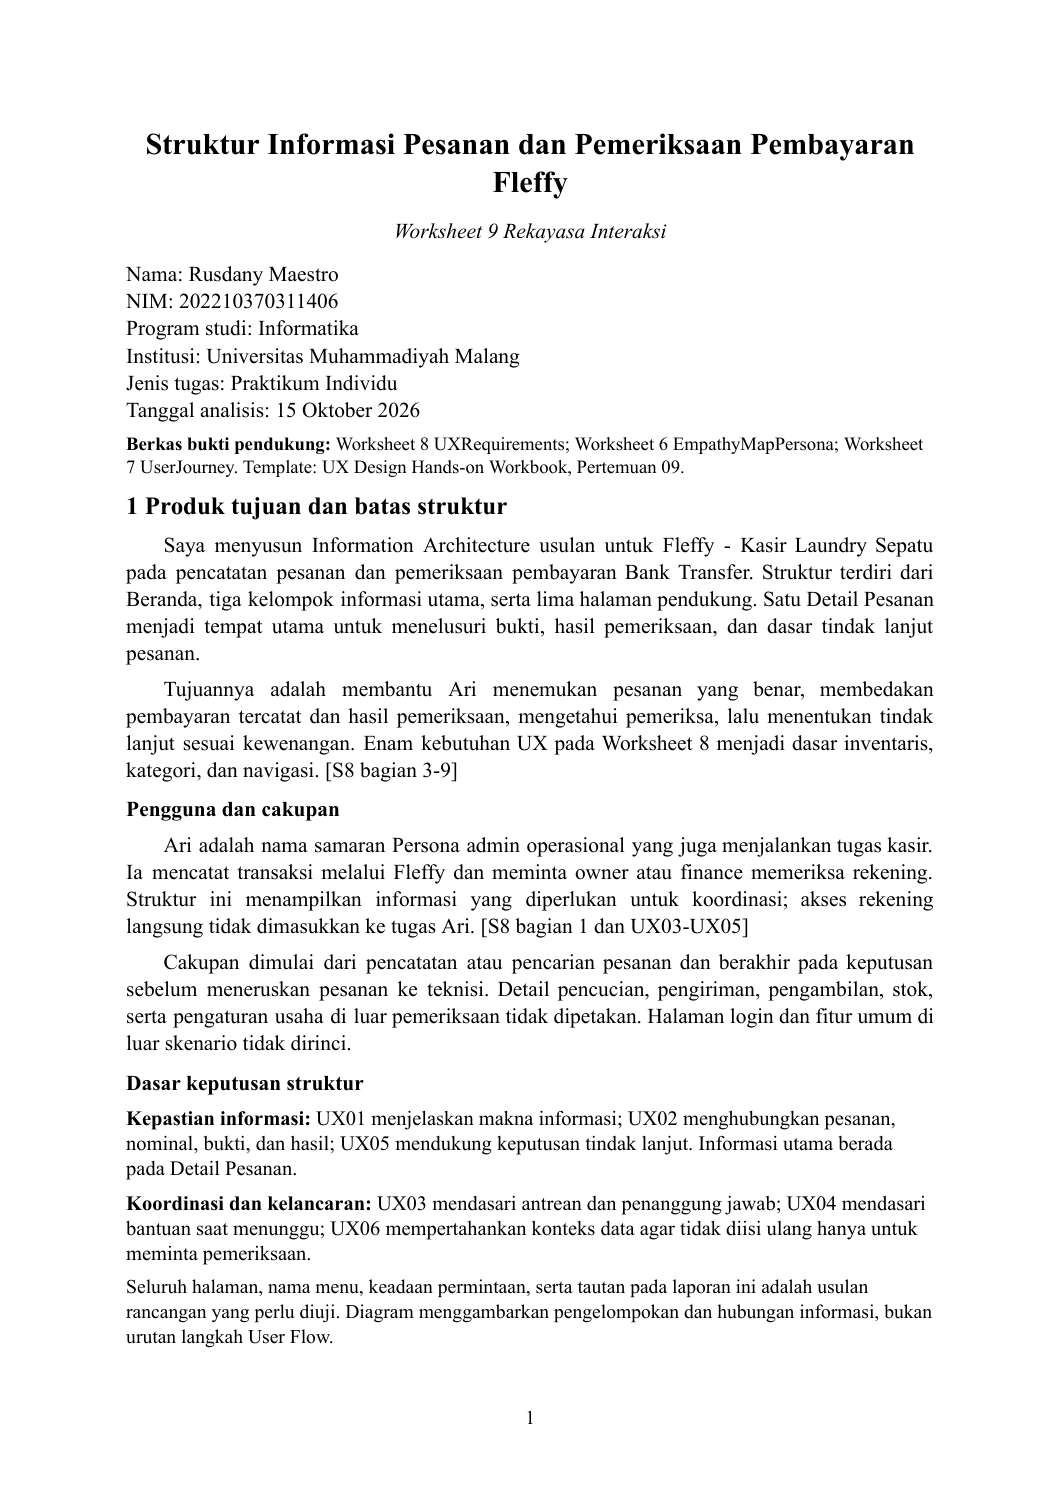 Struktur Informasi Pesanan dan Pemeriksaan Pembayaran
Fleffy
Worksheet 9 Rekayasa Interaksi
Nama: Rusdany Maestro
NIM: 202210370311406
Program studi: Informatika
Institusi: Universitas Muhammadiyah Malang
Jenis tugas: Praktikum Individu
Tanggal analisis: 15 Oktober 2026
Berkas bukti pendukung: Worksheet 8 UXRequirements; Worksheet 6 EmpathyMapPersona; Worksheet
7 UserJourney. Template: UX Design Hands-on Workbook, Pertemuan 09.
1 Produk tujuan dan batas struktur
Saya menyusun Information Architecture usulan untuk Fleffy - Kasir Laundry Sepatu
pada pencatatan pesanan dan pemeriksaan pembayaran Bank Transfer. Struktur terdiri dari
Beranda, tiga kelompok informasi utama, serta lima halaman pendukung. Satu Detail Pesanan
menjadi tempat utama untuk menelusuri bukti, hasil pemeriksaan, dan dasar tindak lanjut
pesanan.
Tujuannya adalah membantu Ari menemukan pesanan yang benar, membedakan
pembayaran tercatat dan hasil pemeriksaan, mengetahui pemeriksa, lalu menentukan tindak
lanjut sesuai kewenangan. Enam kebutuhan UX pada Worksheet 8 menjadi dasar inventaris,
kategori, dan navigasi. [S8 bagian 3-9]
Pengguna dan cakupan
Ari adalah nama samaran Persona admin operasional yang juga menjalankan tugas kasir.
Ia mencatat transaksi melalui Fleffy dan meminta owner atau finance memeriksa rekening.
Struktur ini menampilkan informasi yang diperlukan untuk koordinasi; akses rekening
langsung tidak dimasukkan ke tugas Ari. [S8 bagian 1 dan UX03-UX05]
Cakupan dimulai dari pencatatan atau pencarian pesanan dan berakhir pada keputusan
sebelum meneruskan pesanan ke teknisi. Detail pencucian, pengiriman, pengambilan, stok,
serta pengaturan usaha di luar pemeriksaan tidak dipetakan. Halaman login dan fitur umum di
luar skenario tidak dirinci.
Dasar keputusan struktur
Kepastian informasi: UX01 menjelaskan makna informasi; UX02 menghubungkan pesanan,
nominal, bukti, dan hasil; UX05 mendukung keputusan tindak lanjut. Informasi utama berada
pada Detail Pesanan.
Koordinasi dan kelancaran: UX03 mendasari antrean dan penanggung jawab; UX04 mendasari
bantuan saat menunggu; UX06 mempertahankan konteks data agar tidak diisi ulang hanya untuk
meminta pemeriksaan.
Seluruh halaman, nama menu, keadaan permintaan, serta tautan pada laporan ini adalah usulan
rancangan yang perlu diuji. Diagram menggambarkan pengelompokan dan hubungan informasi, bukan
urutan langkah User Flow.
1